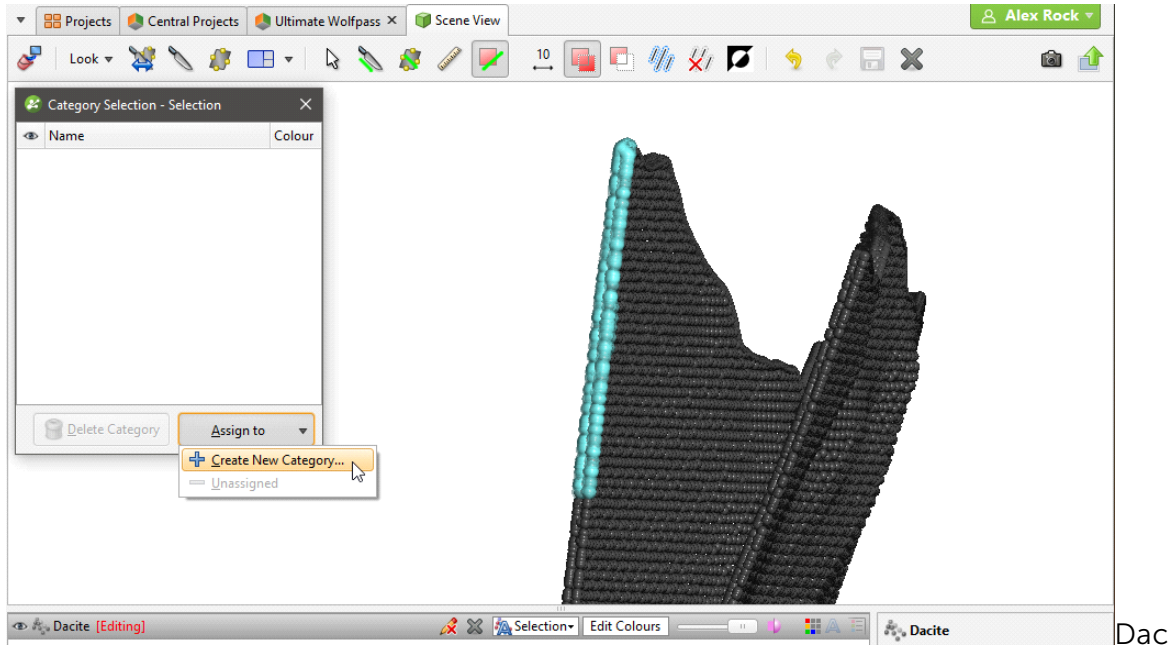 Projects Central Projects Ultimate Wolfpass × Scene View Alex Rock
Look 10
Category Selection - Selection
Name Colour
Delete Category Assign to
Create New Category...
Unassigned
Dacite [Editing] Selection Edit Colours Dacite
Dac